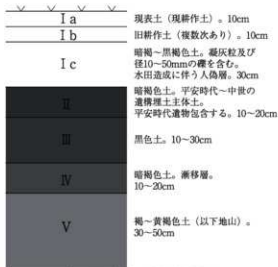 Ⅰa 現表土（現耕作土）。10cm
Ⅰb 旧耕作土（複数次あり）。10cm
Ⅰc 暗褐～黒褐色土。凝灰粒及び
径10～50mmの礫を含む。
水田造成に伴う人偽層。30cm
Ⅱ 暗褐色土。平安時代～中世の
遺構埋土主体土。
平安時代遺物包含する。10～20cm
Ⅲ 黒色土。10～30cm
Ⅳ 暗褐色土。漸移層。
10～20cm
Ⅴ 褐～黄褐色土（以下地山）。
30～50cm